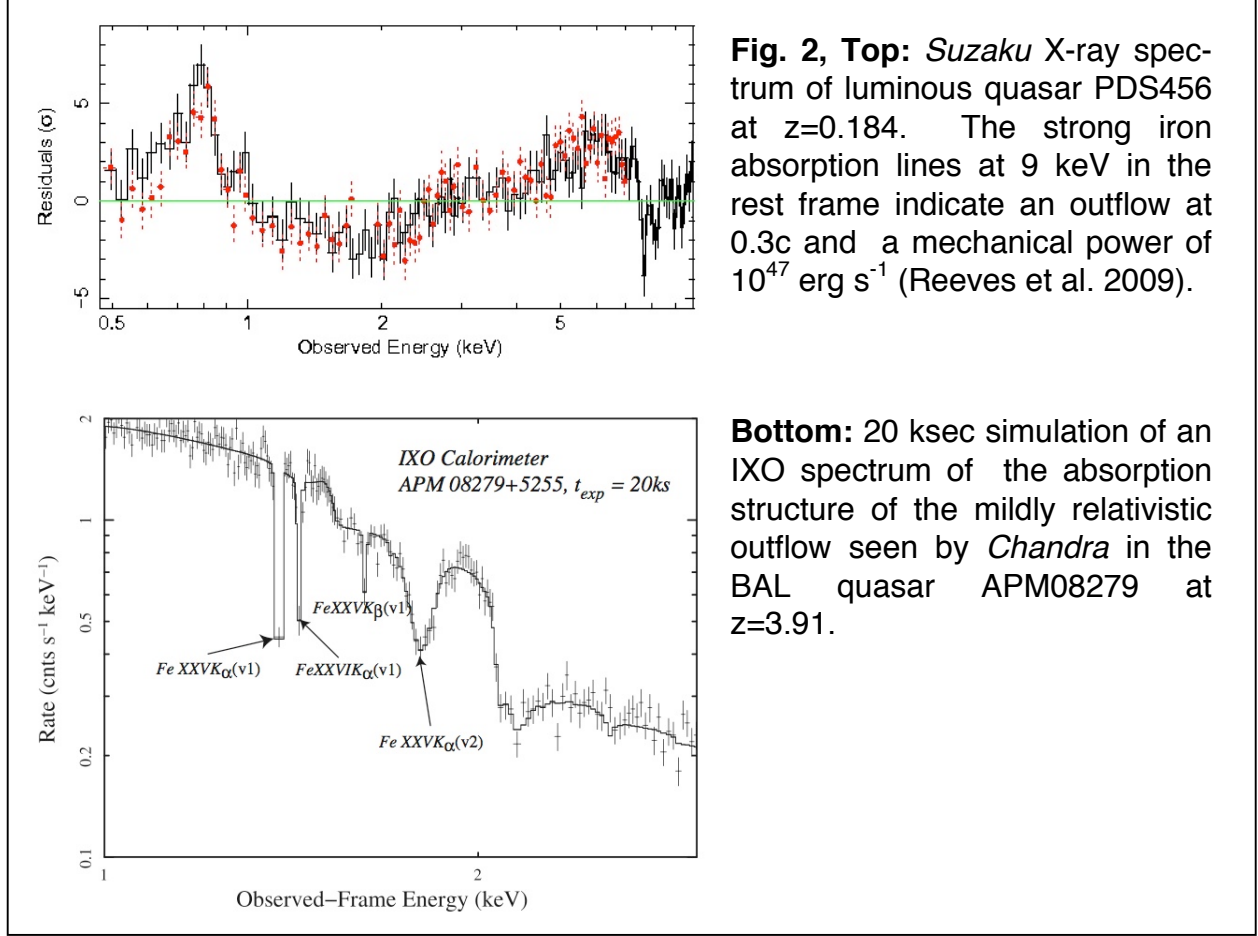 Residuals (σ)
5
0
−5
0.5 1 2 5
Observed Energy (keV)
Fig. 2, Top: Suzaku X-ray spec-
trum of luminous quasar PDS456
at z=0.184. The strong iron
absorption lines at 9 keV in the
rest frame indicate an outflow at
0.3c and a mechanical power of
10^47 erg s^-1 (Reeves et al. 2009).
Rate (cnts s⁻¹ keV⁻¹)
2
1
0.5
0.2
0.1
IXO Calorimeter
APM 08279+5255, t_exp = 20ks
FeXXVKβ(v1)
Fe XXVKα(v1)
FeXXVIKα(v1)
Fe XXVKα(v2)
1 2
Observed−Frame Energy (keV)
Bottom: 20 ksec simulation of an
IXO spectrum of the absorption
structure of the mildly relativistic
outflow seen by Chandra in the
BAL quasar APM08279 at
z=3.91.